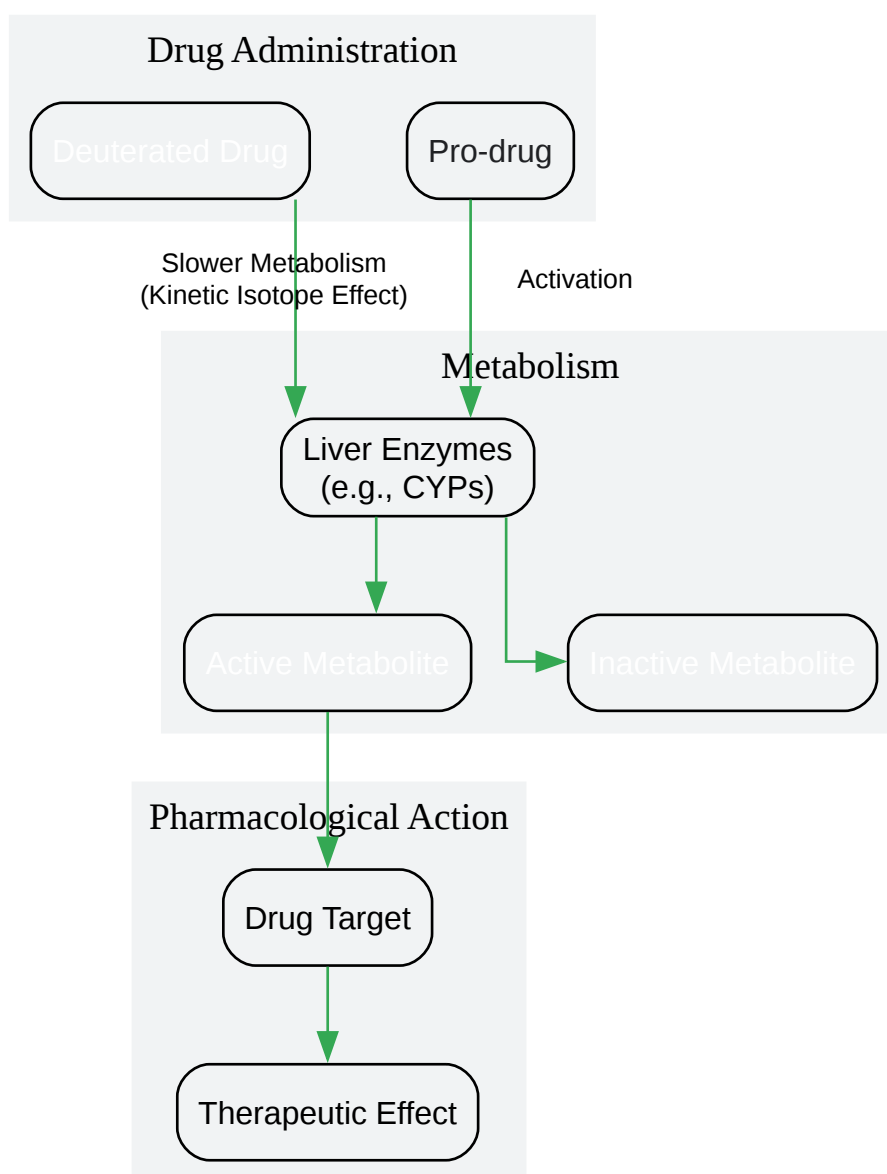 Drug Administration
Deuterated Drug
Pro-drug
Slower Metabolism
(Kinetic Isotope Effect)
Activation
Metabolism
Liver Enzymes
(e.g., CYPs)
Active Metabolite
Inactive Metabolite
Pharmacological Action
Drug Target
Therapeutic Effect